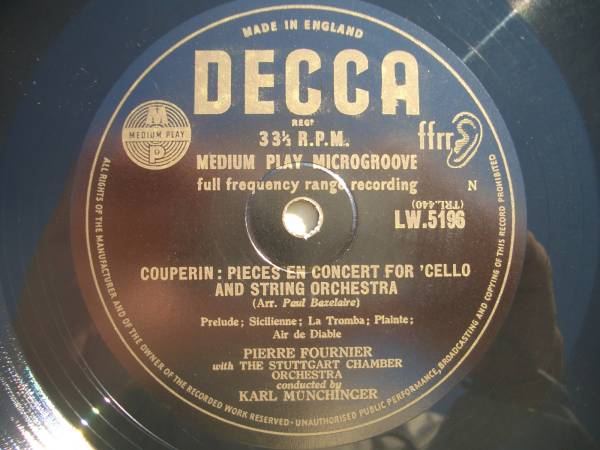 MADE IN ENGLAND
DECCA
REGD
33⅓ R.P.M.
ffrr
M
MEDIUM PLAY
P
MEDIUM PLAY MICROGROOVE
full frequency range recording
N
(TRL.440)
LW.5196
COUPERIN : PIECES EN CONCERT FOR 'CELLO
AND STRING ORCHESTRA
(Arr. Paul Bazelaire)
Prelude; Sicilienne; La Tromba; Plainte;
Air de Diable
PIERRE FOURNIER
with THE STUTTGART CHAMBER
ORCHESTRA
conducted by
KARL MUNCHINGER
ALL RIGHTS OF THE MANUFACTURER AND OF THE OWNER OF THE RECORDED WORK RESERVED · UNAUTHORISED PUBLIC PERFORMANCE, BROADCASTING AND COPYING OF THIS RECORD PROHIBITED